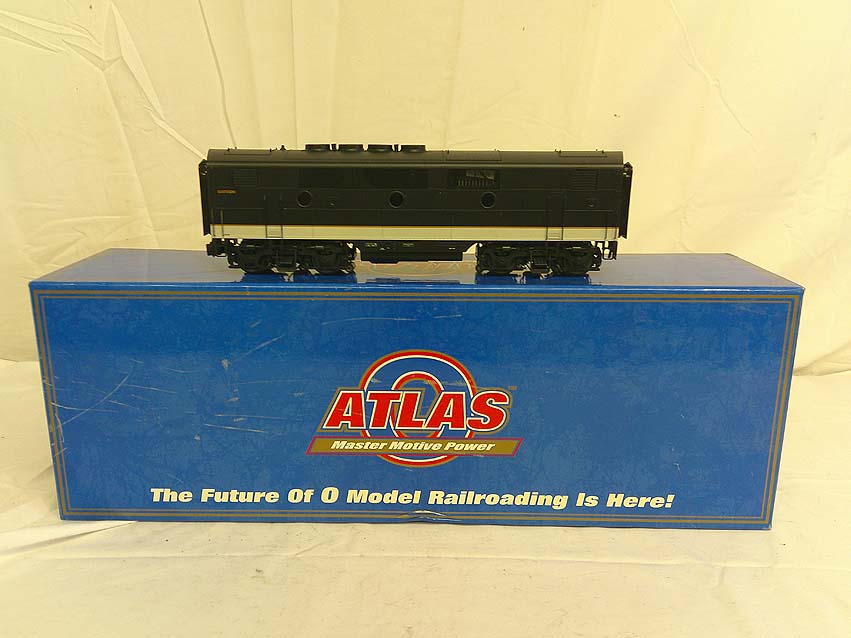 ATLAS
Master Motive Power
The Future Of O Model Railroading Is Here!